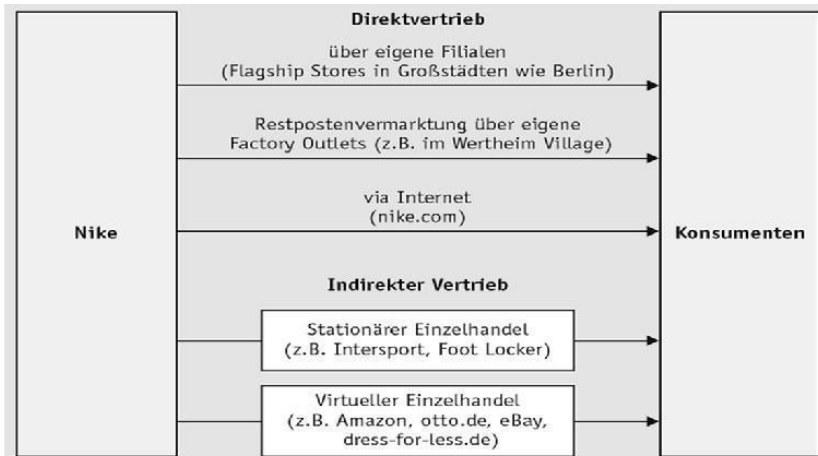 Direktvertrieb
über eigene Filialen
(Flagship Stores in Großstädten wie Berlin)
Restpostenvermarktung über eigene
Factory Outlets (z.B. im Wertheim Village)
via Internet
(nike.com)
Nike
Konsumenten
Indirekter Vertrieb
Stationärer Einzelhandel
(z.B. Intersport, Foot Locker)
Virtueller Einzelhandel
(z.B. Amazon, otto.de, eBay,
dress-for-less.de)